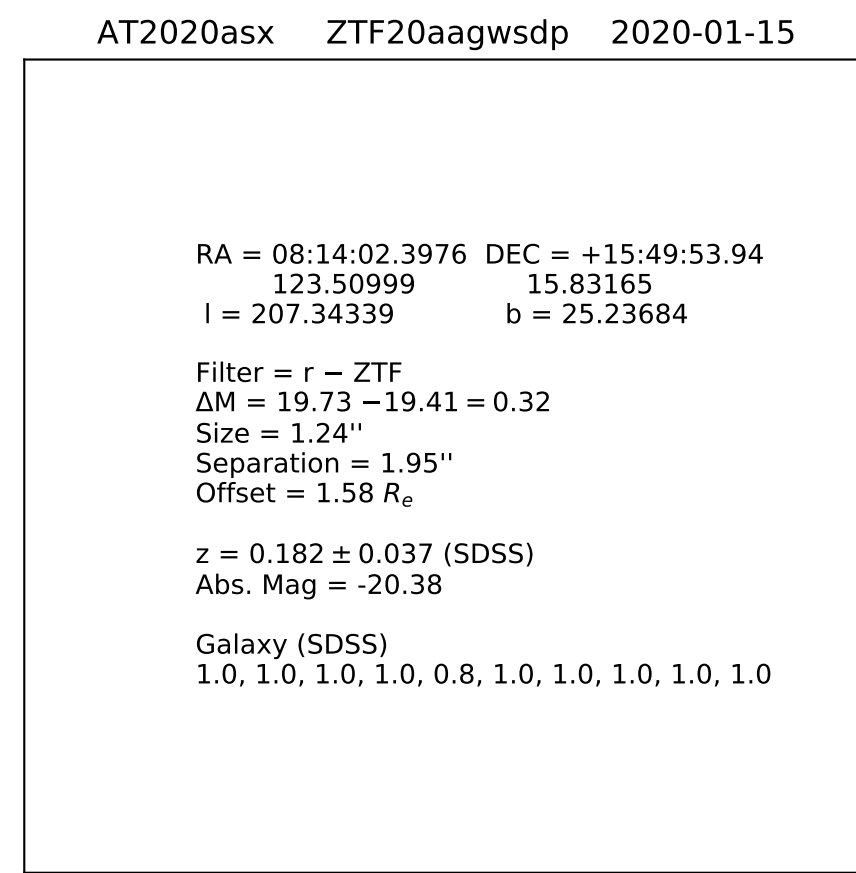 AT2020asx ZTF20aagwsdp 2020-01-15
RA = 08:14:02.3976 DEC = +15:49:53.94
123.50999 15.83165
l = 207.34339 b = 25.23684
Filter = r − ZTF
ΔM = 19.73 −19.41 = 0.32
Size = 1.24''
Separation = 1.95''
Offset = 1.58 Rₑ
z = 0.182 ± 0.037 (SDSS)
Abs. Mag = -20.38
Galaxy (SDSS)
1.0, 1.0, 1.0, 1.0, 0.8, 1.0, 1.0, 1.0, 1.0, 1.0